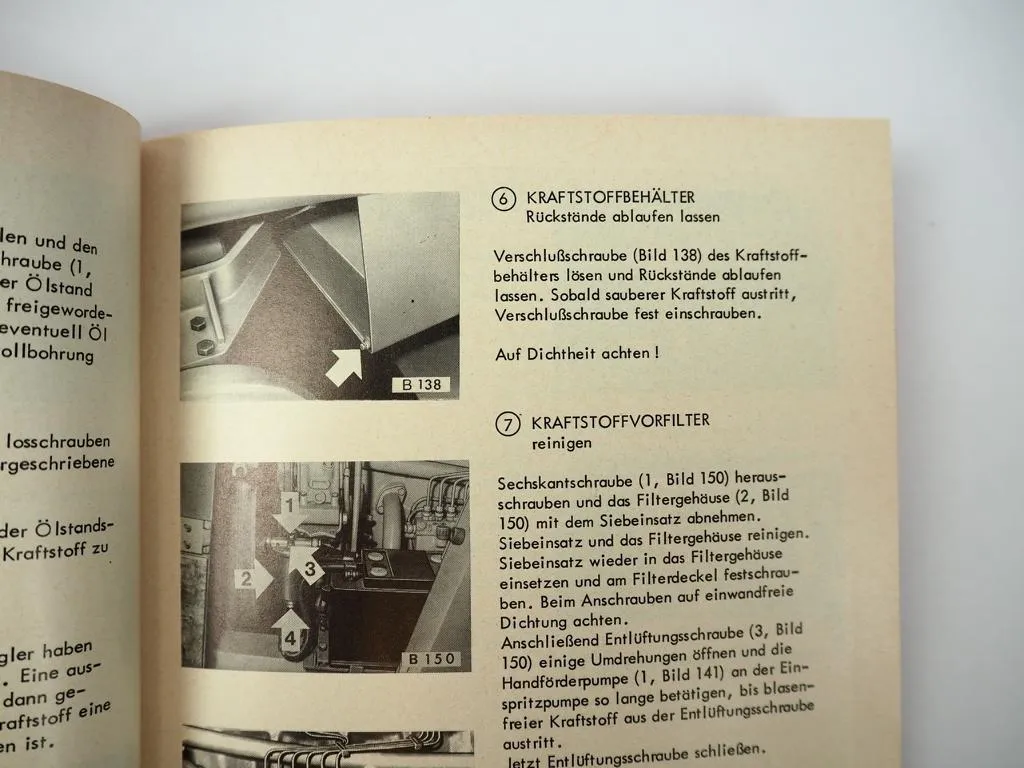 len und den
hraube (1,
er Ölstand
freigeworde-
eventuell Öl
ollbohrung
losschrauben
rgeschriebene
der Ölstands-
Kraftstoff zu
gler haben
. Eine aus-
dann ge-
raftstoff eine
en ist.
B 138
1
2
3
4
B 150
6 KRAFTSTOFFBEHÄLTER
Rückstände ablaufen lassen
Verschlußschraube (Bild 138) des Kraftstoff-
behälters lösen und Rückstände ablaufen
lassen. Sobald sauberer Kraftstoff austritt,
Verschlußschraube fest einschrauben.
Auf Dichtheit achten !
7 KRAFTSTOFFVORFILTER
reinigen
Sechskantschraube (1, Bild 150) heraus-
schrauben und das Filtergehäuse (2, Bild
150) mit dem Siebeinsatz abnehmen.
Siebeinsatz und das Filtergehäuse reinigen.
Siebeinsatz wieder in das Filtergehäuse
einsetzen und am Filterdeckel festschrau-
ben. Beim Anschrauben auf einwandfreie
Dichtung achten.
Anschließend Entlüftungsschraube (3, Bild
150) einige Umdrehungen öffnen und die
Handförderpumpe (1, Bild 141) an der Ein-
spritzpumpe so lange betätigen, bis blasen-
freier Kraftstoff aus der Entlüftungsschraube
austritt.
Jetzt Entlüftungsschraube schließen.